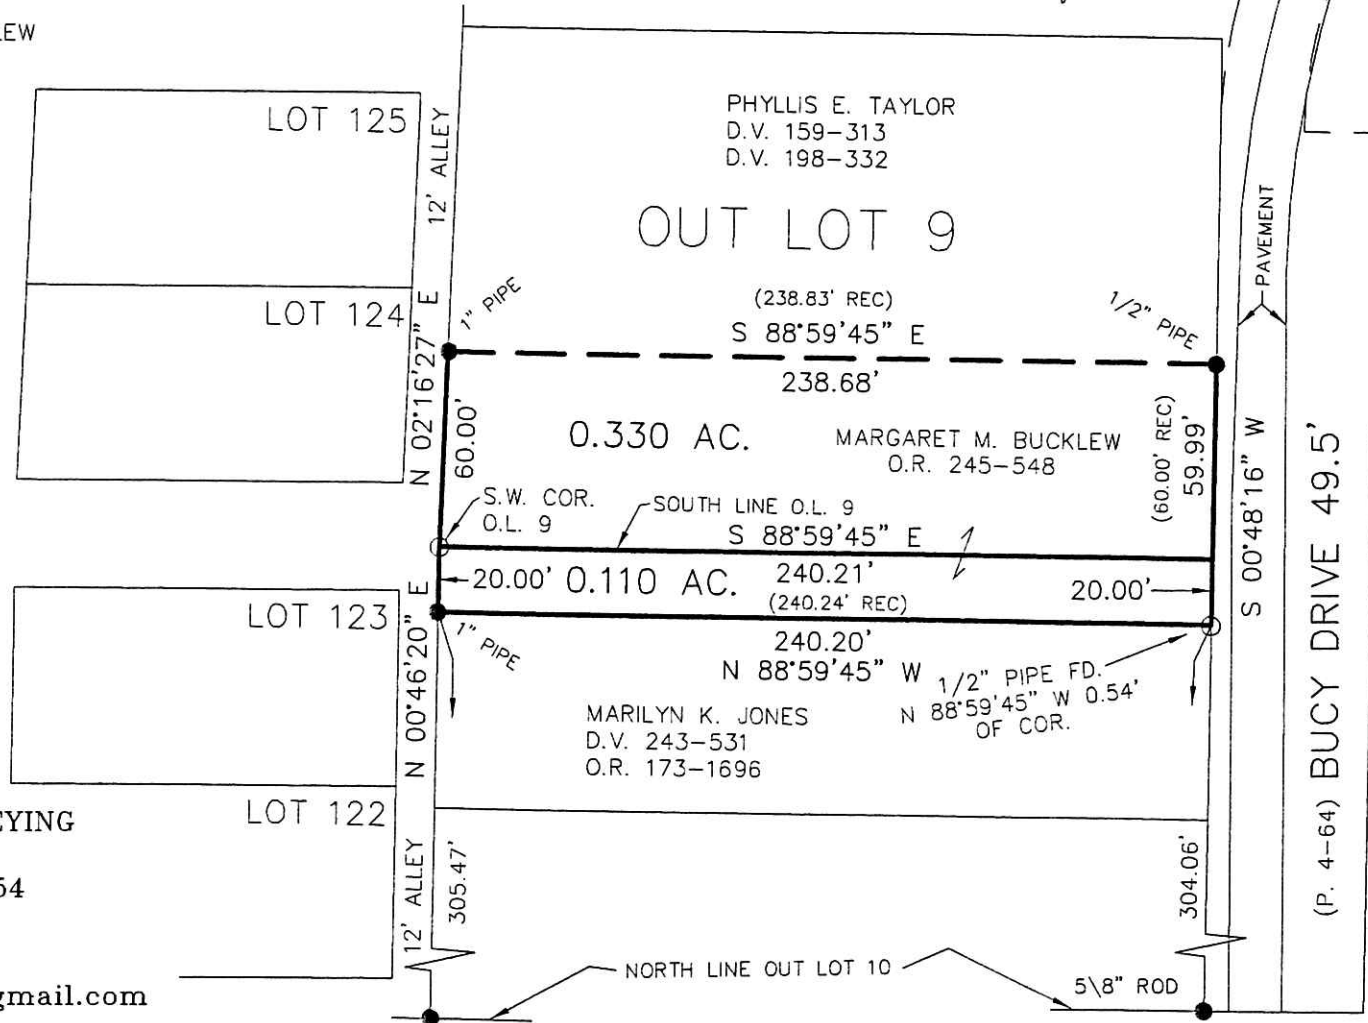 LOT 125
12' ALLEY
PHYLLIS E. TAYLOR
D.V. 159-313
D.V. 198-332
OUT LOT 9
PAVEMENT
LOT 124
N 02°16'27" E
1" PIPE
(238.83' REC)
S 88°59'45" E
238.68'
1/2" PIPE
60.00'
0.330 AC.
MARGARET M. BUCKLEW
O.R. 245-548
(60.00' REC)
59.99'
S 00°48'16" W
BUCY DRIVE 49.5'
(P. 4-64)
S.W. COR.
O.L. 9
SOUTH LINE O.L. 9
S 88°59'45" E
20.00'
0.110 AC.
240.21'
(240.24' REC)
20.00'
LOT 123
N 00°46'20" E
1" PIPE
240.20'
N 88°59'45" W
1/2" PIPE FD.
N 88°59'45" W 0.54'
OF COR.
MARILYN K. JONES
D.V. 243-531
O.R. 173-1696
LOT 122
EYING
54
gmail.com
12' ALLEY
305.47'
304.06'
NORTH LINE OUT LOT 10
5\8" ROD